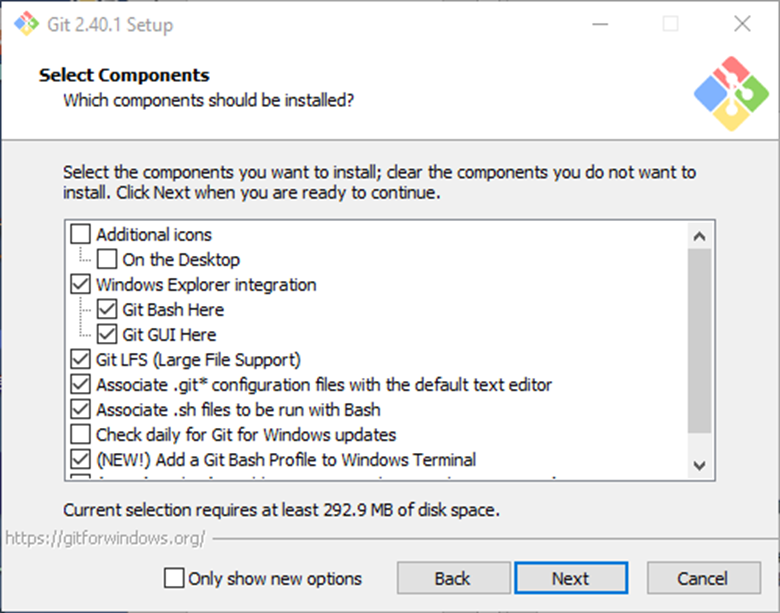 Git 2.40.1 Setup
Select Components
Which components should be installed?
Select the components you want to install; clear the components you do not want to
install. Click Next when you are ready to continue.
Additional icons
On the Desktop
Windows Explorer integration
Git Bash Here
Git GUI Here
Git LFS (Large File Support)
Associate .git* configuration files with the default text editor
Associate .sh files to be run with Bash
Check daily for Git for Windows updates
(NEW!) Add a Git Bash Profile to Windows Terminal
Current selection requires at least 292.9 MB of disk space.
https://gitforwindows.org/
Only show new options
Back
Next
Cancel